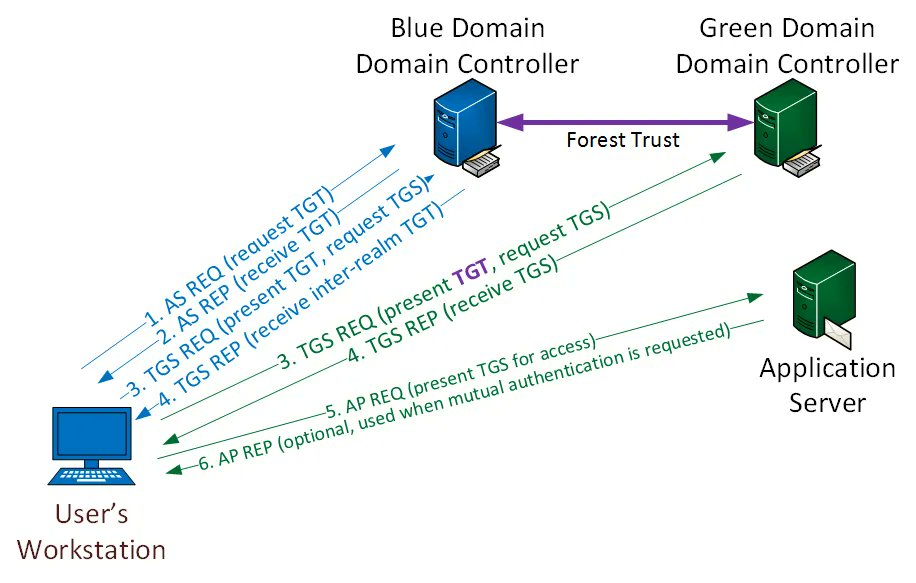 Blue Domain
Domain Controller
Green Domain
Domain Controller
Forest Trust
1. AS REQ (request TGT)
2. AS REP (receive TGT)
3. TGS REQ (present TGT, request TGS)
4. TGS REP (receive inter-realm TGT)
3. TGS REQ (present TGT, request TGS)
4. TGS REP (receive TGS)
5. AP REQ (present TGS for access)
6. AP REP (optional, used when mutual authentication is requested)
Application
Server
User's
Workstation